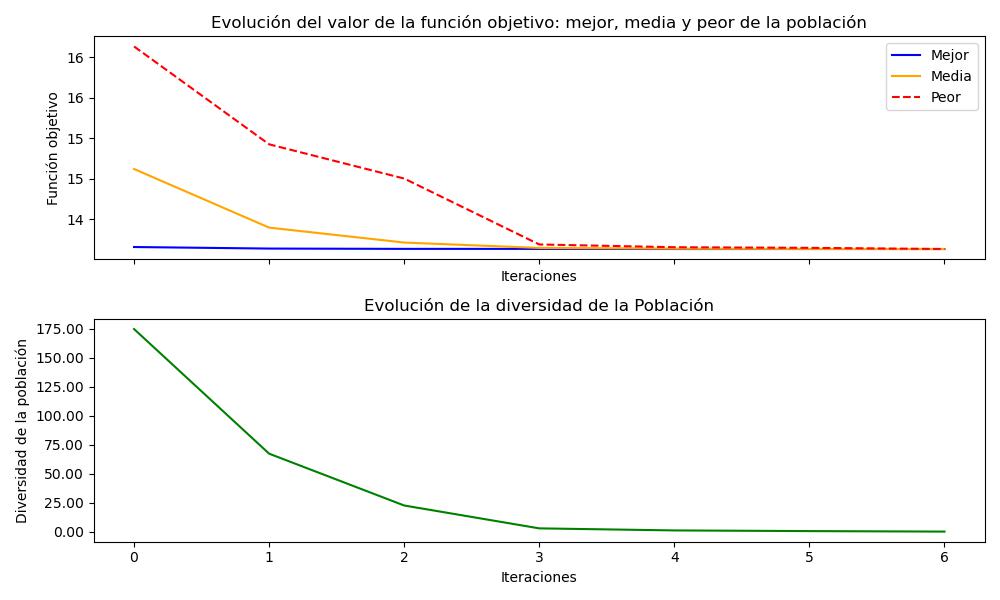 Evolución del valor de la función objetivo: mejor, media y peor de la población
Función objetivo
16
16
15
15
14
Mejor
Media
Peor
Iteraciones
Evolución de la diversidad de la Población
Diversidad de la población
175.00
150.00
125.00
100.00
75.00
50.00
25.00
0.00
0 1 2 3 4 5 6
Iteraciones